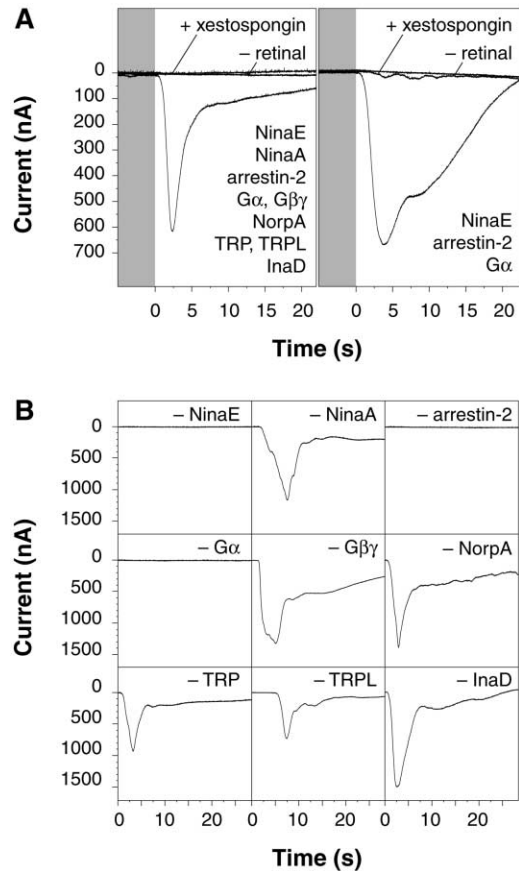 A
+ xestospongin
– retinal
+ xestospongin
– retinal
0
100
200
300
400
500
600
700
Current (nA)
NinaE
NinaA
arrestin-2
Gα, Gβγ
NorpA
TRP, TRPL
InaD
NinaE
arrestin-2
Gα
0 5 10 15 20
0 5 10 15 20
Time (s)
Time (s)
B
– NinaE
– NinaA
– arrestin-2
0
500
1000
1500
– Gα
– Gβγ
– NorpA
0
500
1000
1500
Current (nA)
– TRP
– TRPL
– InaD
0
500
1000
1500
0 10 20
0 10 20
0 10 20
Time (s)
Time (s)
Time (s)